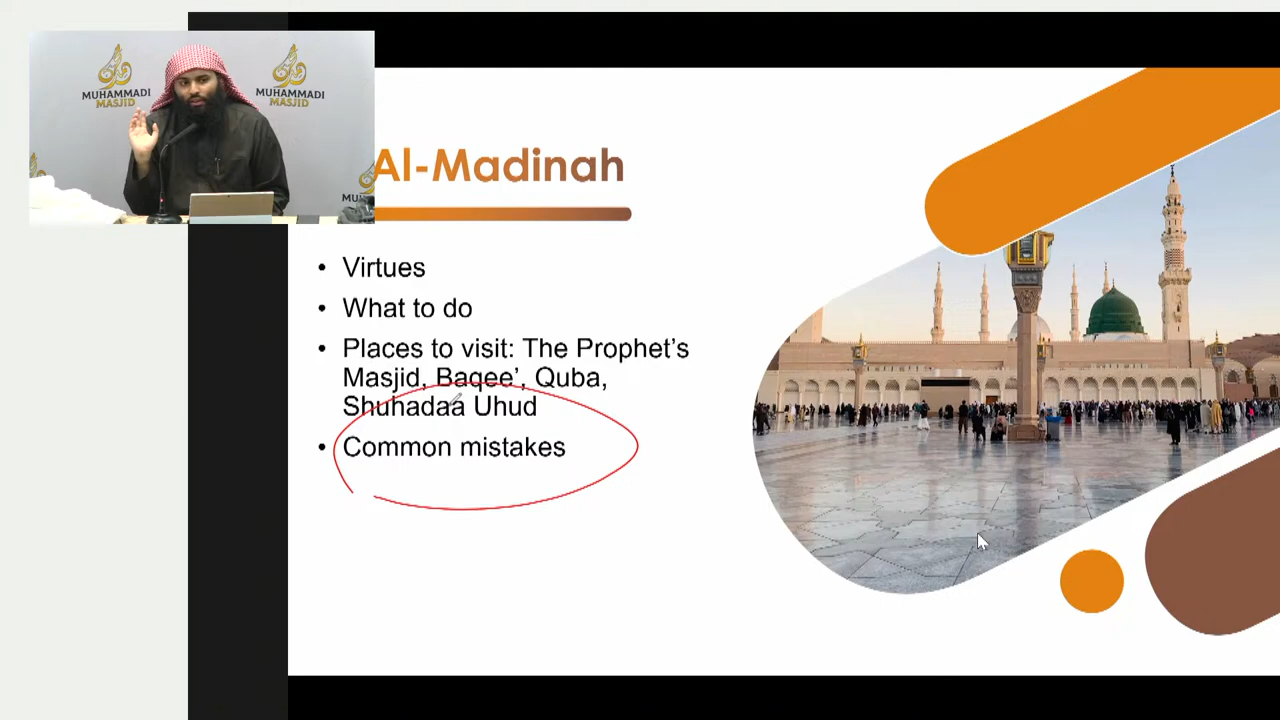 MUHAMMADI
MASJID
MUHAMMADI
MASJID
Al-Madinah
• Virtues
• What to do
• Places to visit: The Prophet’s
Masjid, Baqee’, Quba,
Shuhadaa Uhud
• Common mistakes